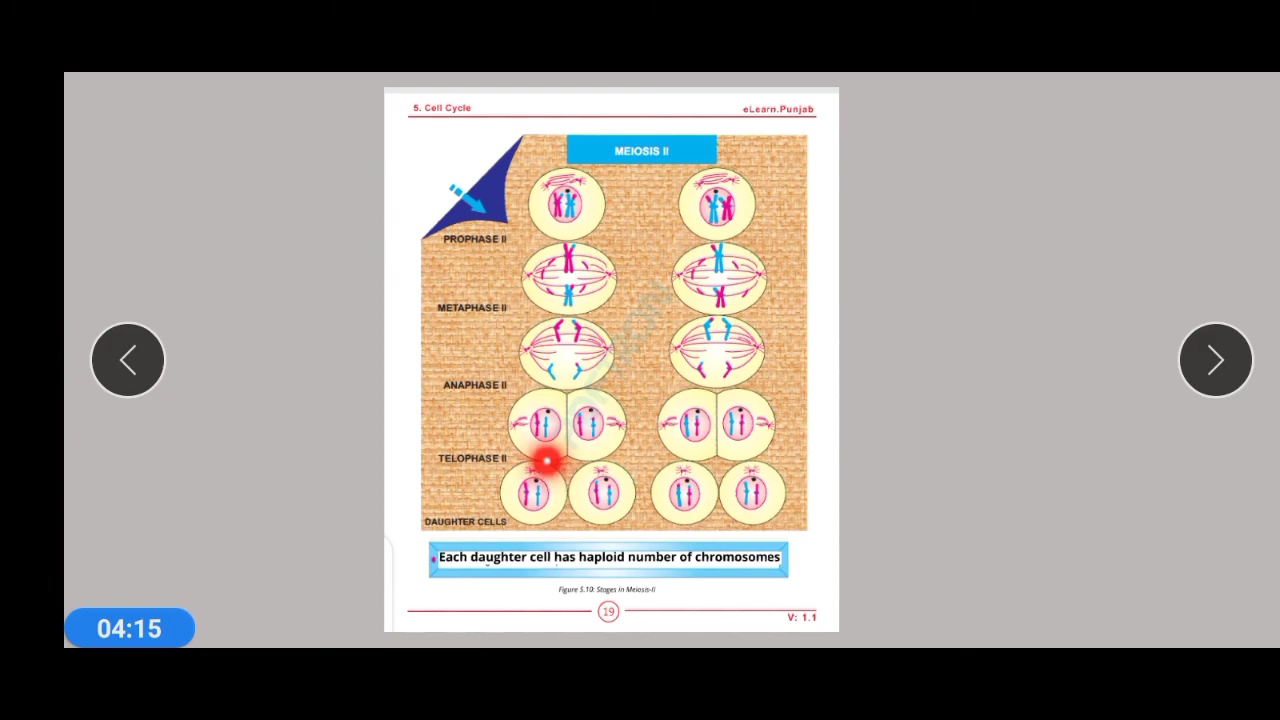 5. Cell Cycle
eLearn.Punjab
MEIOSIS II
PROPHASE II
METAPHASE II
ANAPHASE II
TELOPHASE II
DAUGHTER CELLS
Each daughter cell has haploid number of chromosomes
Figure 5.10: Stages in Meiosis-II
19
V: 1.1
04:15